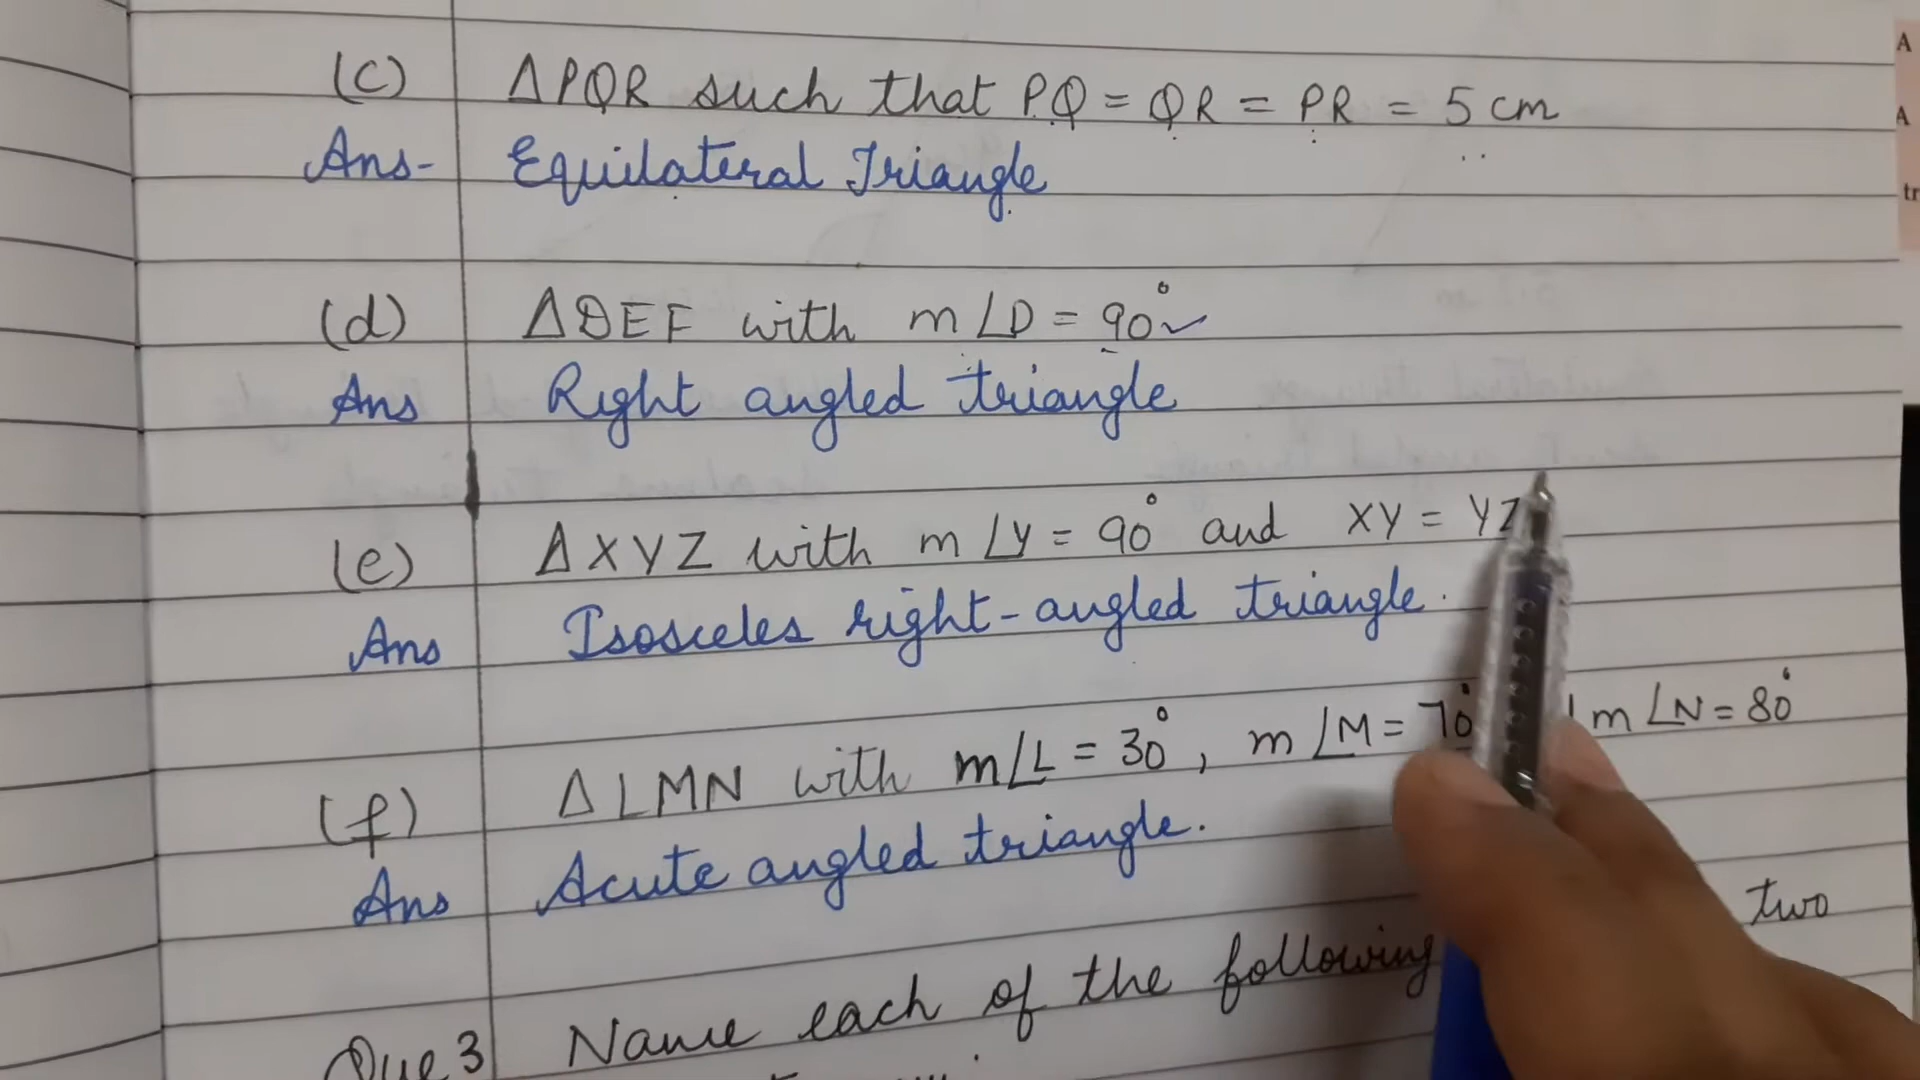 (c) ΔPQR such that PQ = QR = PR = 5 cm
Ans- Equilateral Triangle
(d) ΔDEF with m∠D = 90°
Ans Right angled triangle
(e) ΔXYZ with m∠Y = 90° and XY = YZ
Ans Isosceles right-angled triangle.
(f) ΔLMN with m∠L = 30°, m∠M = 70° m∠N = 80°
Ans Acute angled triangle.
Que 3 Name each of the following two
A
A
tr